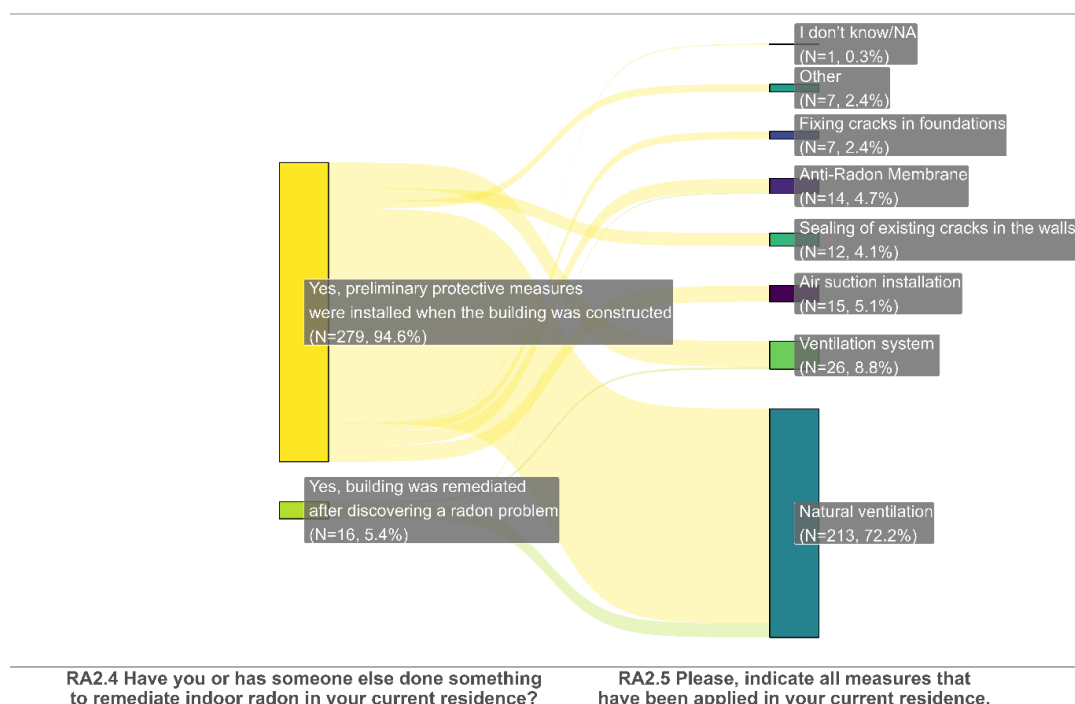 I don't know/NA
(N=1, 0.3%)
Other
(N=7, 2.4%)
Fixing cracks in foundations
(N=7, 2.4%)
Anti-Radon Membrane
(N=14, 4.7%)
Sealing of existing cracks in the walls
(N=12, 4.1%)
Air suction installation
(N=15, 5.1%)
Ventilation system
(N=26, 8.8%)
Natural ventilation
(N=213, 72.2%)
Yes, preliminary protective measures
were installed when the building was constructed
(N=279, 94.6%)
Yes, building was remediated
after discovering a radon problem
(N=16, 5.4%)
RA2.4 Have you or has someone else done something
to remediate indoor radon in your current residence?
RA2.5 Please, indicate all measures that
have been applied in your current residence.